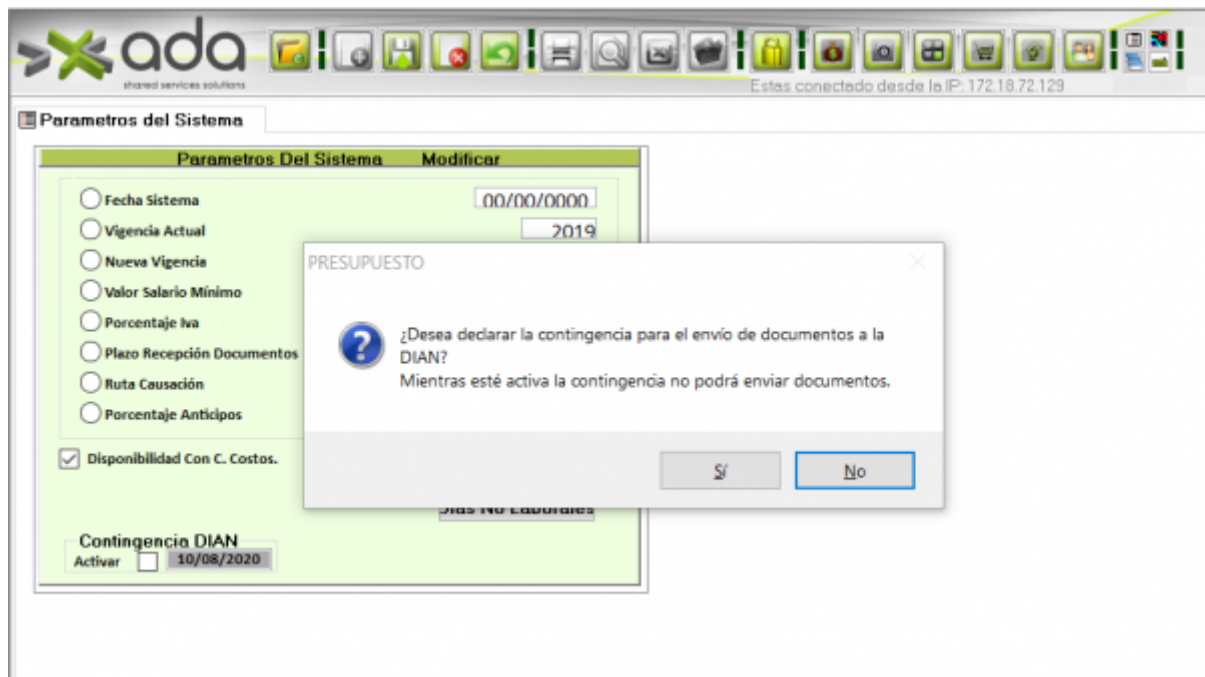 ada
shared services solutions
Estas conectado desde la IP: 172.18.72.129
Parametros del Sistema
Parametros Del Sistema Modificar
Fecha Sistema 00/00/0000
Vigencia Actual 2019
Nueva Vigencia
Valor Salario Mínimo
Porcentaje Iva
Plazo Recepción Documentos
Ruta Causación
Porcentaje Anticipos
Disponibilidad Con C. Costos.
PRESUPUESTO
¿Desea declarar la contingencia para el envío de documentos a la
DIAN?
Mientras esté activa la contingencia no podrá enviar documentos.
Sí No
Dias No Laborales
Contingencia DIAN
Activar 10/08/2020